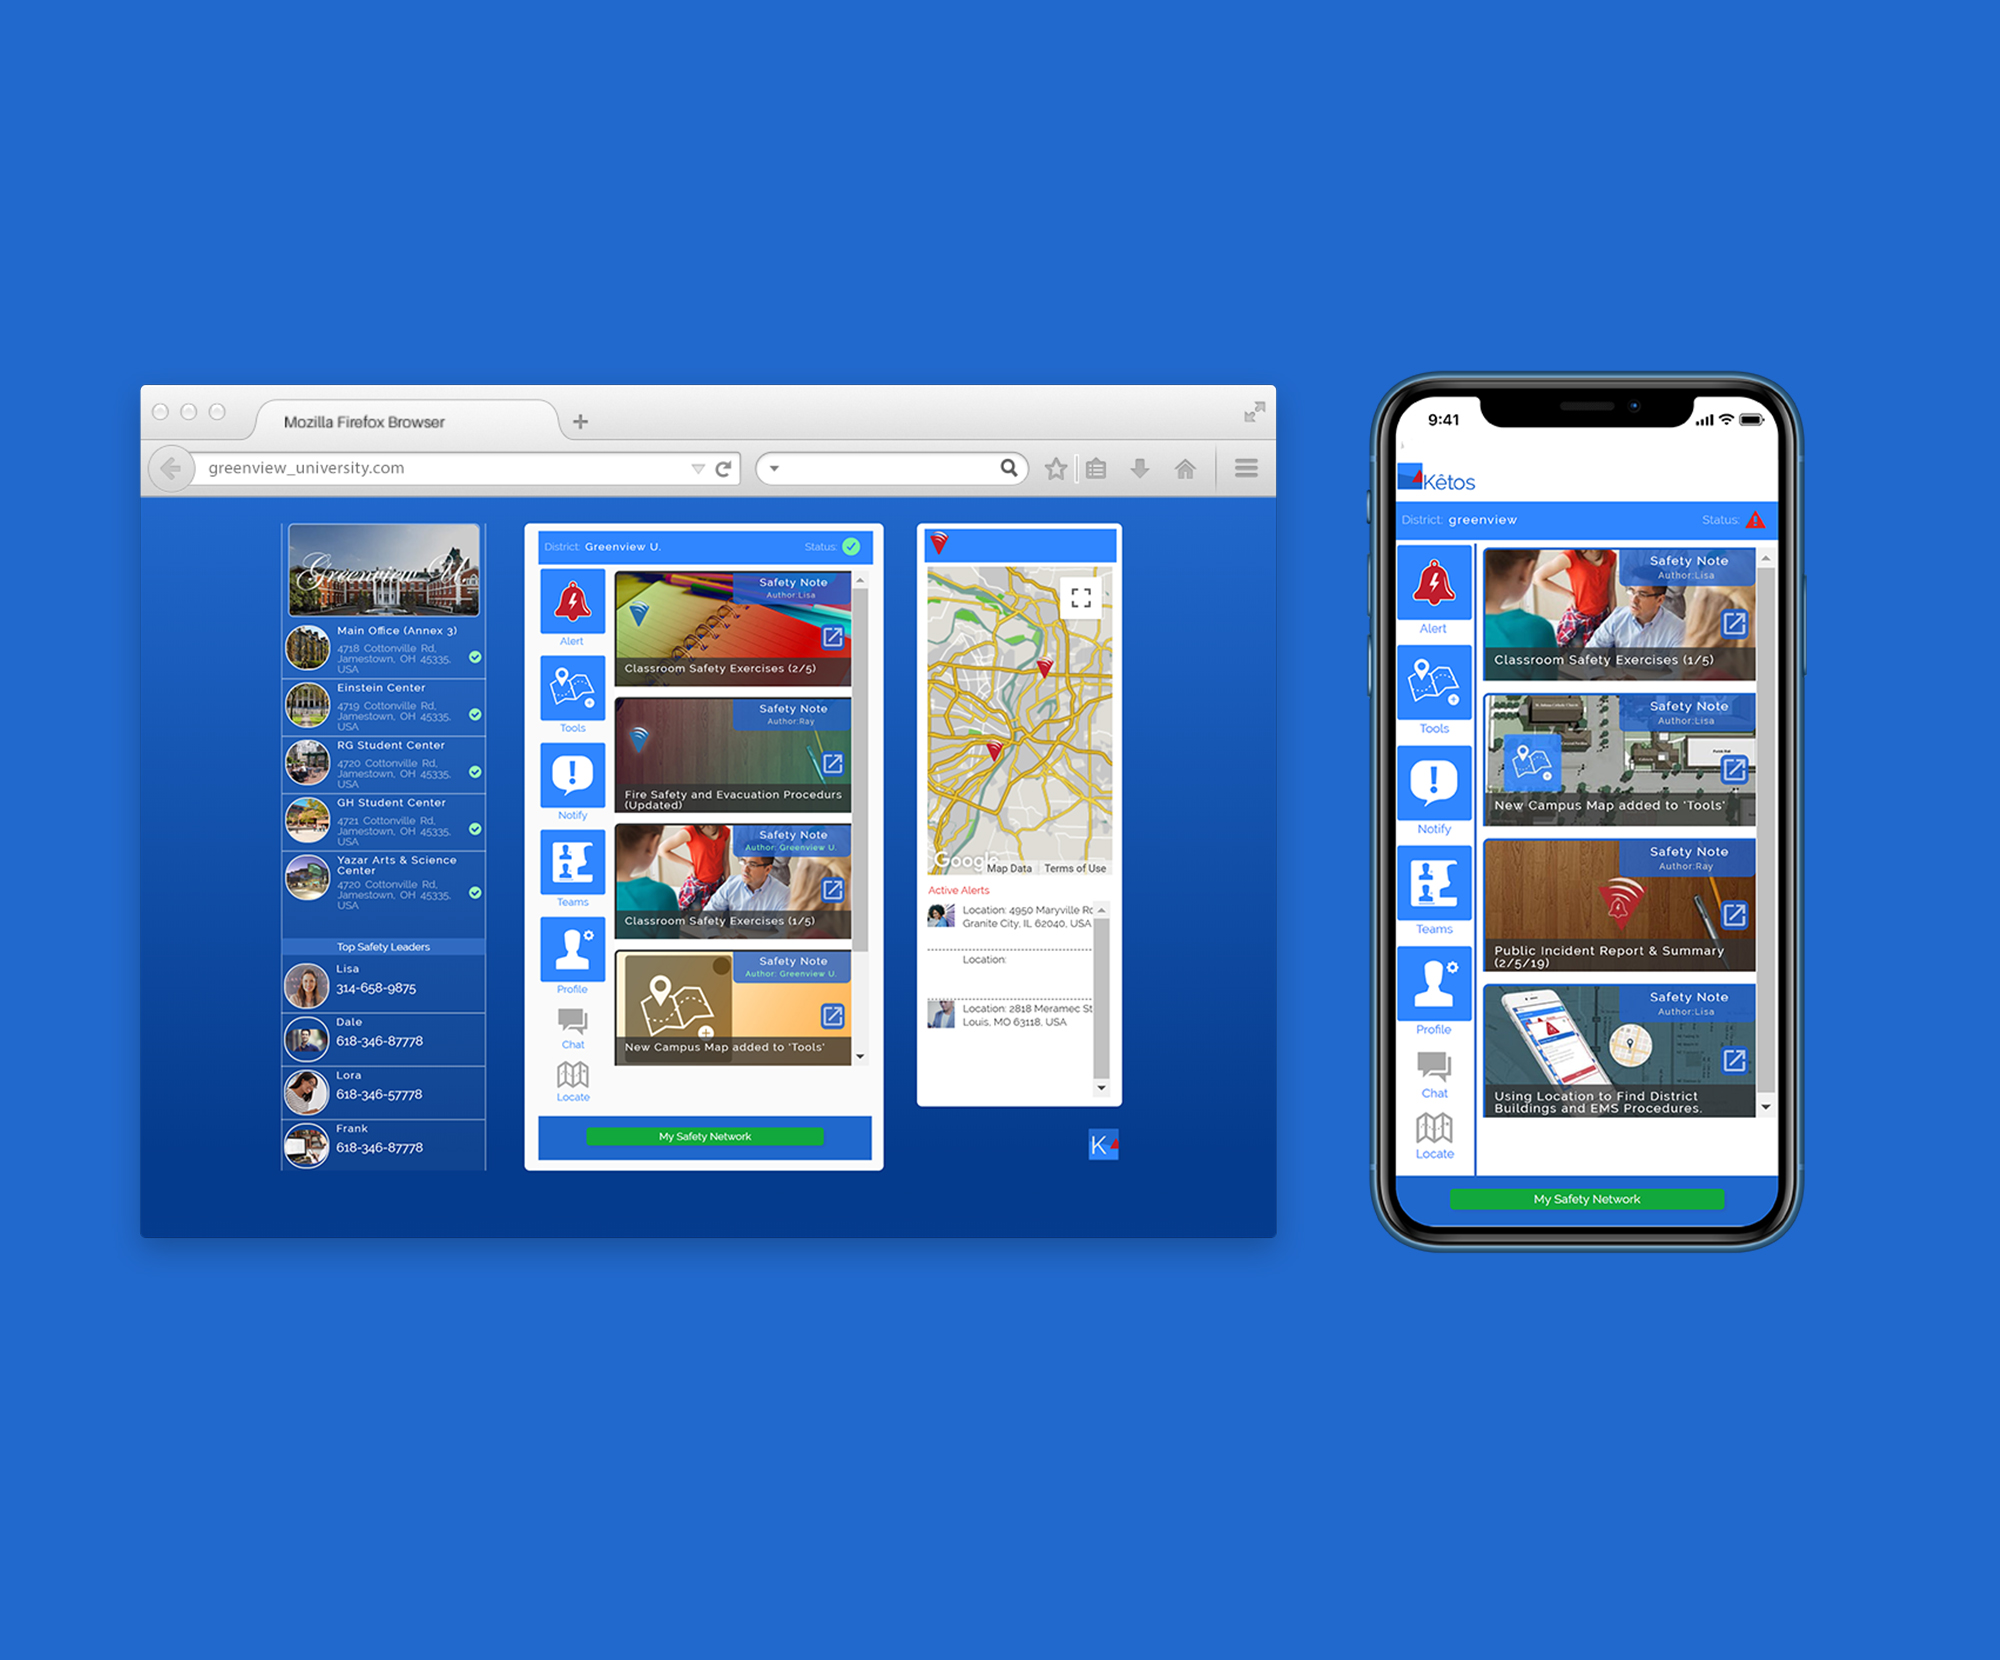 Mozilla Firefox Browser
greenview_university.com
Greenview U
Main Office (Annex 3)
4718 Cottonville Rd,
Jamestown, OH 45335,
USA
Einstein Center
4719 Cottonville Rd,
Jamestown, OH 45335,
USA
RG Student Center
4720 Cottonville Rd,
Jamestown, OH 45335,
USA
GH Student Center
4721 Cottonville Rd,
Jamestown, OH 45335,
USA
Yazar Arts & Science
Center
4720 Cottonville Rd,
Jamestown, OH 45335,
USA
Top Safety Leaders
Lisa
314-658-9875
Dale
618-346-87778
Lora
618-346-57778
Frank
618-346-87778
District: Greenview U.
Status:
Alert
Tools
Notify
Teams
Profile
Chat
Locate
Safety Note
Author:Lisa
Classroom Safety Exercises (2/5)
Safety Note
Author:Ray
Fire Safety and Evacuation Procedurs
(Updated)
Safety Note
Author: Greenview U.
Classroom Safety Exercises (1/5)
Safety Note
Author: Greenview U.
New Campus Map added to 'Tools'
My Safety Network
Google
Map Data
Terms of Use
Active Alerts
Location: 4950 Maryville Rd
Granite City, IL 62040, USA
Location:
Location: 2818 Meramec St
Louis, MO 63118, USA
K
9:41
Kêtos
District: greenview
Status:
Alert
Tools
Notify
Teams
Profile
Chat
Locate
Safety Note
Author:Lisa
Classroom Safety Exercises (1/5)
Safety Note
Author:Lisa
New Campus Map added to 'Tools'
Safety Note
Author:Ray
Public Incident Report & Summary
(2/5/19)
Safety Note
Author:Lisa
Using Location to Find District
Buildings and EMS Procedures.
My Safety Network